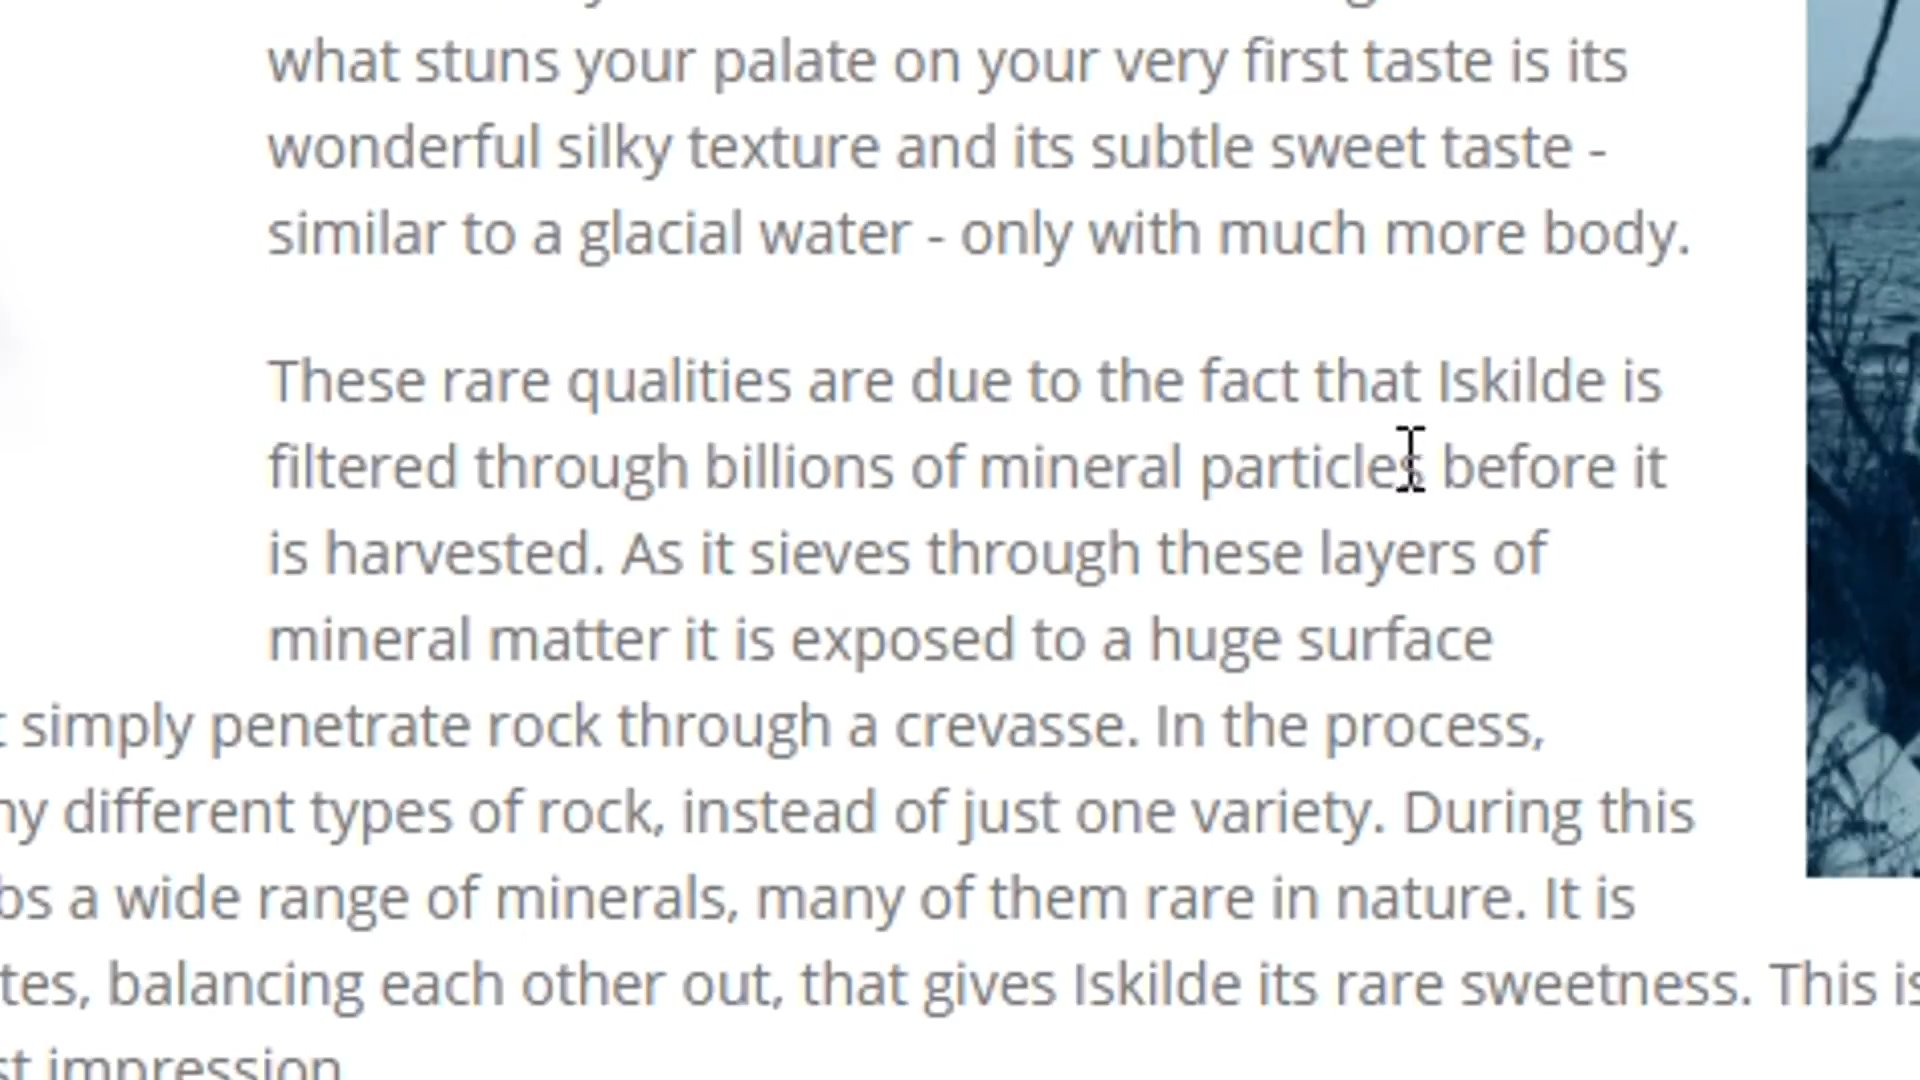 what stuns your palate on your very first taste is its
wonderful silky texture and its subtle sweet taste -
similar to a glacial water - only with much more body.
These rare qualities are due to the fact that Iskilde is
filtered through billions of mineral particles before it
is harvested. As it sieves through these layers of
mineral matter it is exposed to a huge surface
simply penetrate rock through a crevasse. In the process,
different types of rock, instead of just one variety. During this
a wide range of minerals, many of them rare in nature. It is
balancing each other out, that gives Iskilde its rare sweetness. This is
impression